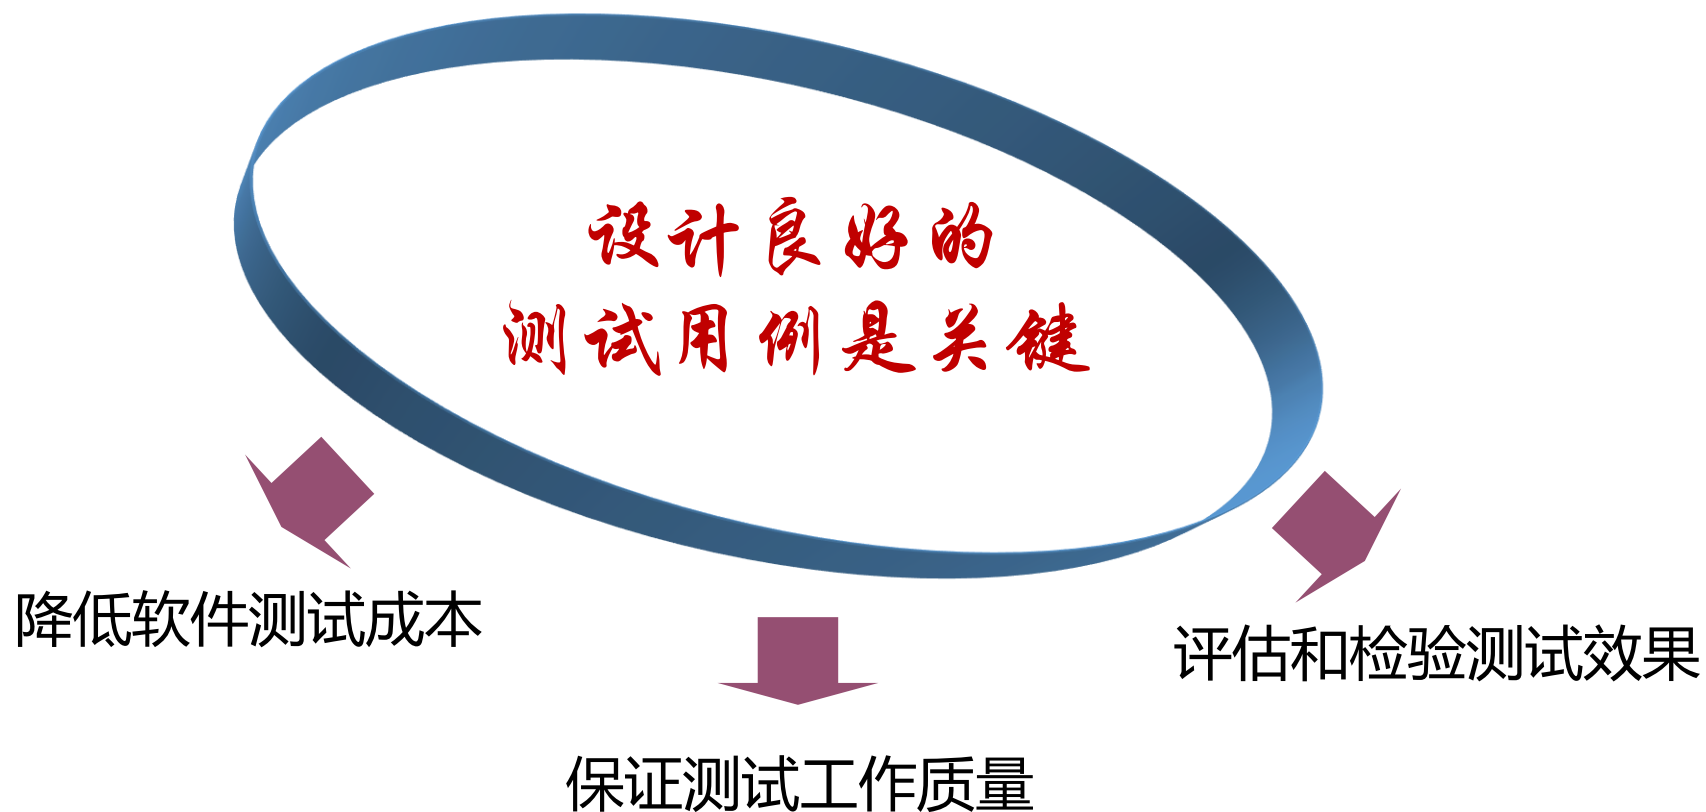 设计良好的
测试用例是关键
降低软件测试成本
评估和检验测试效果
保证测试工作质量